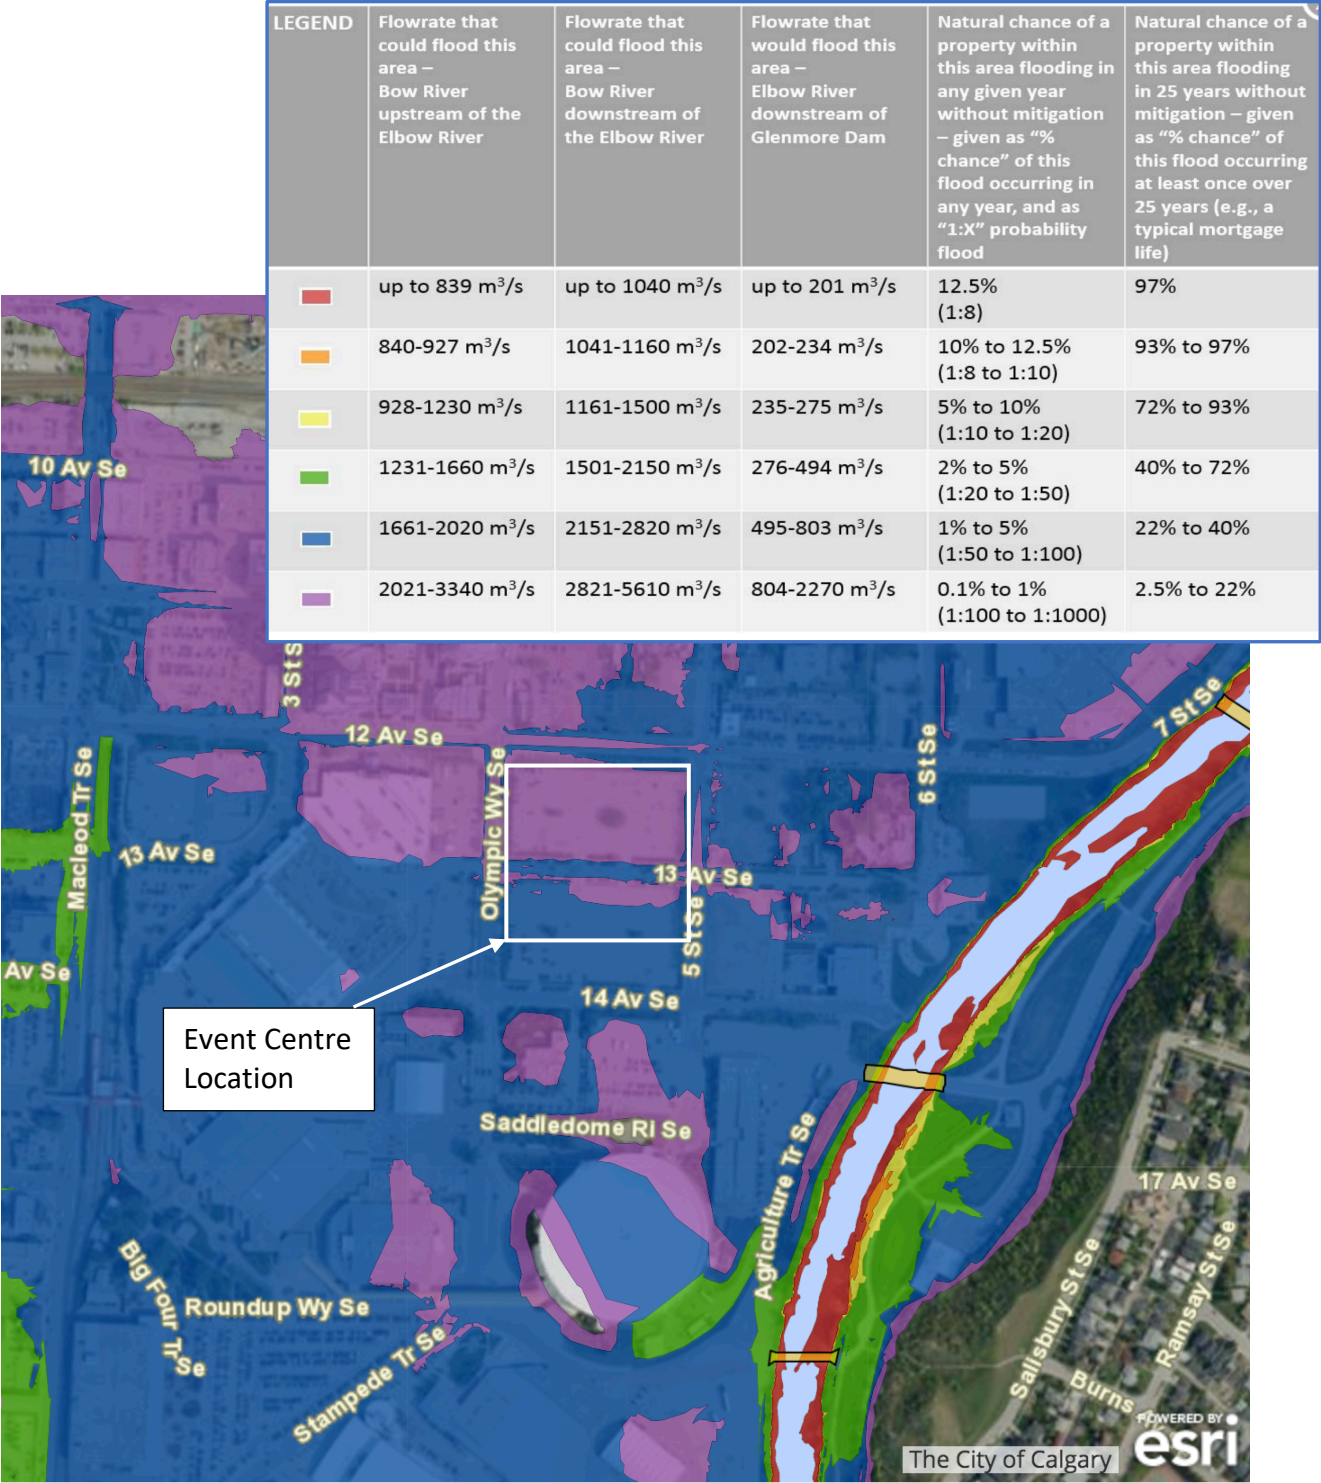 LEGEND
Flowrate that
could flood this
area –
Bow River
upstream of the
Elbow River
Flowrate that
could flood this
area –
Bow River
downstream of
the Elbow River
Flowrate that
would flood this
area –
Elbow River
downstream of
Glenmore Dam
Natural chance of a
property within
this area flooding in
any given year
without mitigation
– given as “%
chance” of this
flood occurring in
any year, and as
“1:X” probability
flood
Natural chance of a
property within
this area flooding
in 25 years without
mitigation – given
as “% chance” of
this flood occurring
at least once over
25 years (e.g., a
typical mortgage
life)
up to 839 m³/s
up to 1040 m³/s
up to 201 m³/s
12.5%
(1:8)
97%
840-927 m³/s
1041-1160 m³/s
202-234 m³/s
10% to 12.5%
(1:8 to 1:10)
93% to 97%
928-1230 m³/s
1161-1500 m³/s
235-275 m³/s
5% to 10%
(1:10 to 1:20)
72% to 93%
1231-1660 m³/s
1501-2150 m³/s
276-494 m³/s
2% to 5%
(1:20 to 1:50)
40% to 72%
1661-2020 m³/s
2151-2820 m³/s
495-803 m³/s
1% to 5%
(1:50 to 1:100)
22% to 40%
2021-3340 m³/s
2821-5610 m³/s
804-2270 m³/s
0.1% to 1%
(1:100 to 1:1000)
2.5% to 22%
10 Av Se
3 St S
7 St Se
12 Av Se
6 St Se
Macleod Tr Se
Olympic Wy Se
13 Av Se
13 Av Se
5 St Se
Av Se
14 Av Se
Event Centre
Location
Saddledome RI Se
Agriculture Tr Se
17 Av Se
Big Four Tr Se
Roundup Wy Se
Stampede Tr Se
Salisbury St Se
Ramsay St Se
Burns
POWERED BY
esri
The City of Calgary